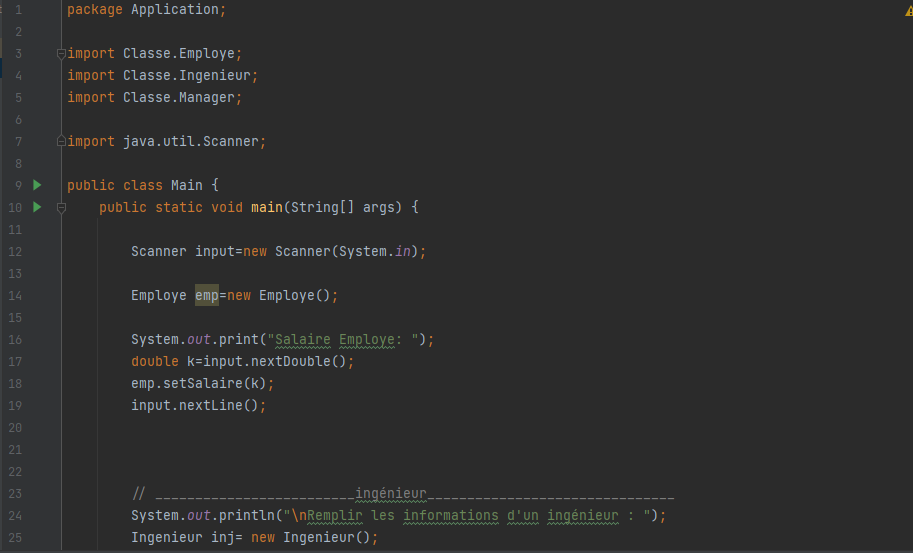 1 package Application;
2
3 import Classe.Employe;
4 import Classe.Ingenieur;
5 import Classe.Manager;
6
7 import java.util.Scanner;
8
9 public class Main {
10 public static void main(String[] args) {
11
12 Scanner input=new Scanner(System.in);
13
14 Employe emp=new Employe();
15
16 System.out.print("Salaire Employe: ");
17 double k=input.nextDouble();
18 emp.setSalaire(k);
19 input.nextLine();
20
21
22
23 // _________________________ingénieur_______________________________
24 System.out.println("\nRemplir les informations d'un ingénieur : ");
25 Ingenieur inj= new Ingenieur();